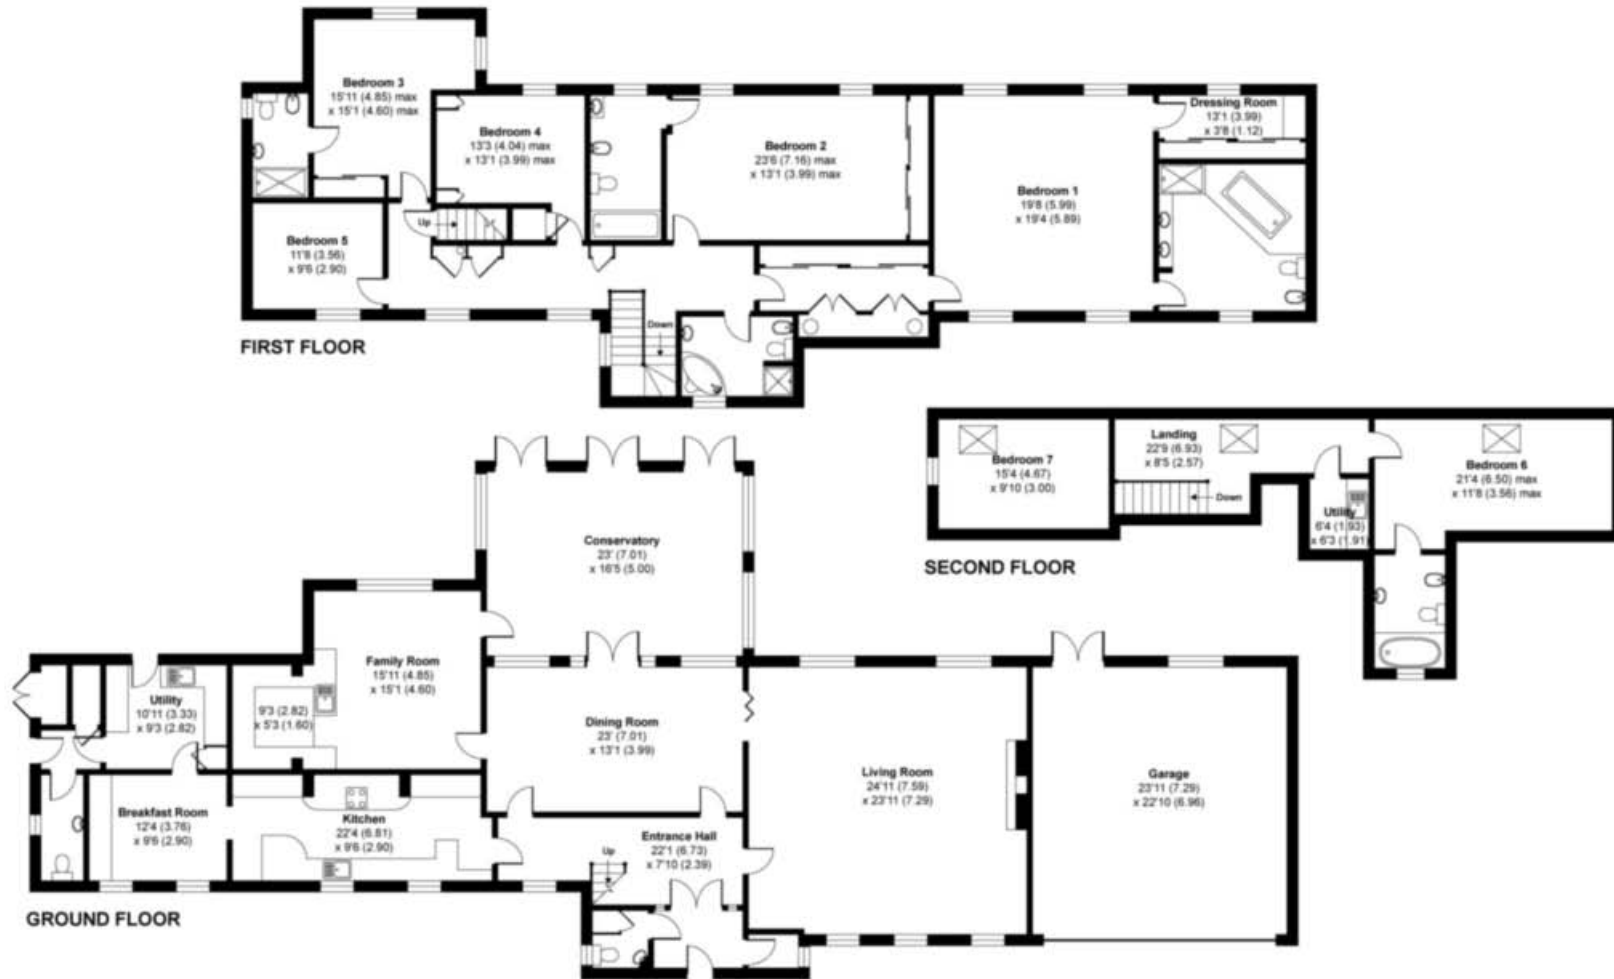 Bedroom 3
15'11 (4.85) max
x 15'1 (4.60) max
Bedroom 4
13'3 (4.04) max
x 13'1 (3.99) max
Bedroom 2
23'6 (7.16) max
x 13'1 (3.99) max
Dressing Room
13'1 (3.99)
x 3'8 (1.12)
Bedroom 1
19'8 (5.99)
x 19'4 (5.89)
Up
Bedroom 5
11'8 (3.56)
x 9'6 (2.90)
Down
FIRST FLOOR
Bedroom 7
15'4 (4.67)
x 9'10 (3.00)
Landing
22'9 (6.93)
x 8'5 (2.57)
Down
Utility
6'4 (1.93)
x 6'3 (1.91)
Bedroom 6
21'4 (6.50) max
x 11'8 (3.56) max
SECOND FLOOR
Conservatory
23' (7.01)
x 16'5 (5.00)
Family Room
15'11 (4.85)
x 15'1 (4.60)
Utility
10'11 (3.33)
x 9'3 (2.82)
9'3 (2.82)
x 5'3 (1.60)
Dining Room
23' (7.01)
x 13'1 (3.99)
Living Room
24'11 (7.59)
x 23'11 (7.29)
Garage
23'11 (7.29)
x 22'10 (6.96)
Breakfast Room
12'4 (3.76)
x 9'6 (2.90)
Kitchen
22'4 (6.81)
x 9'6 (2.90)
Entrance Hall
22'1 (6.73)
x 7'10 (2.39)
Up
GROUND FLOOR